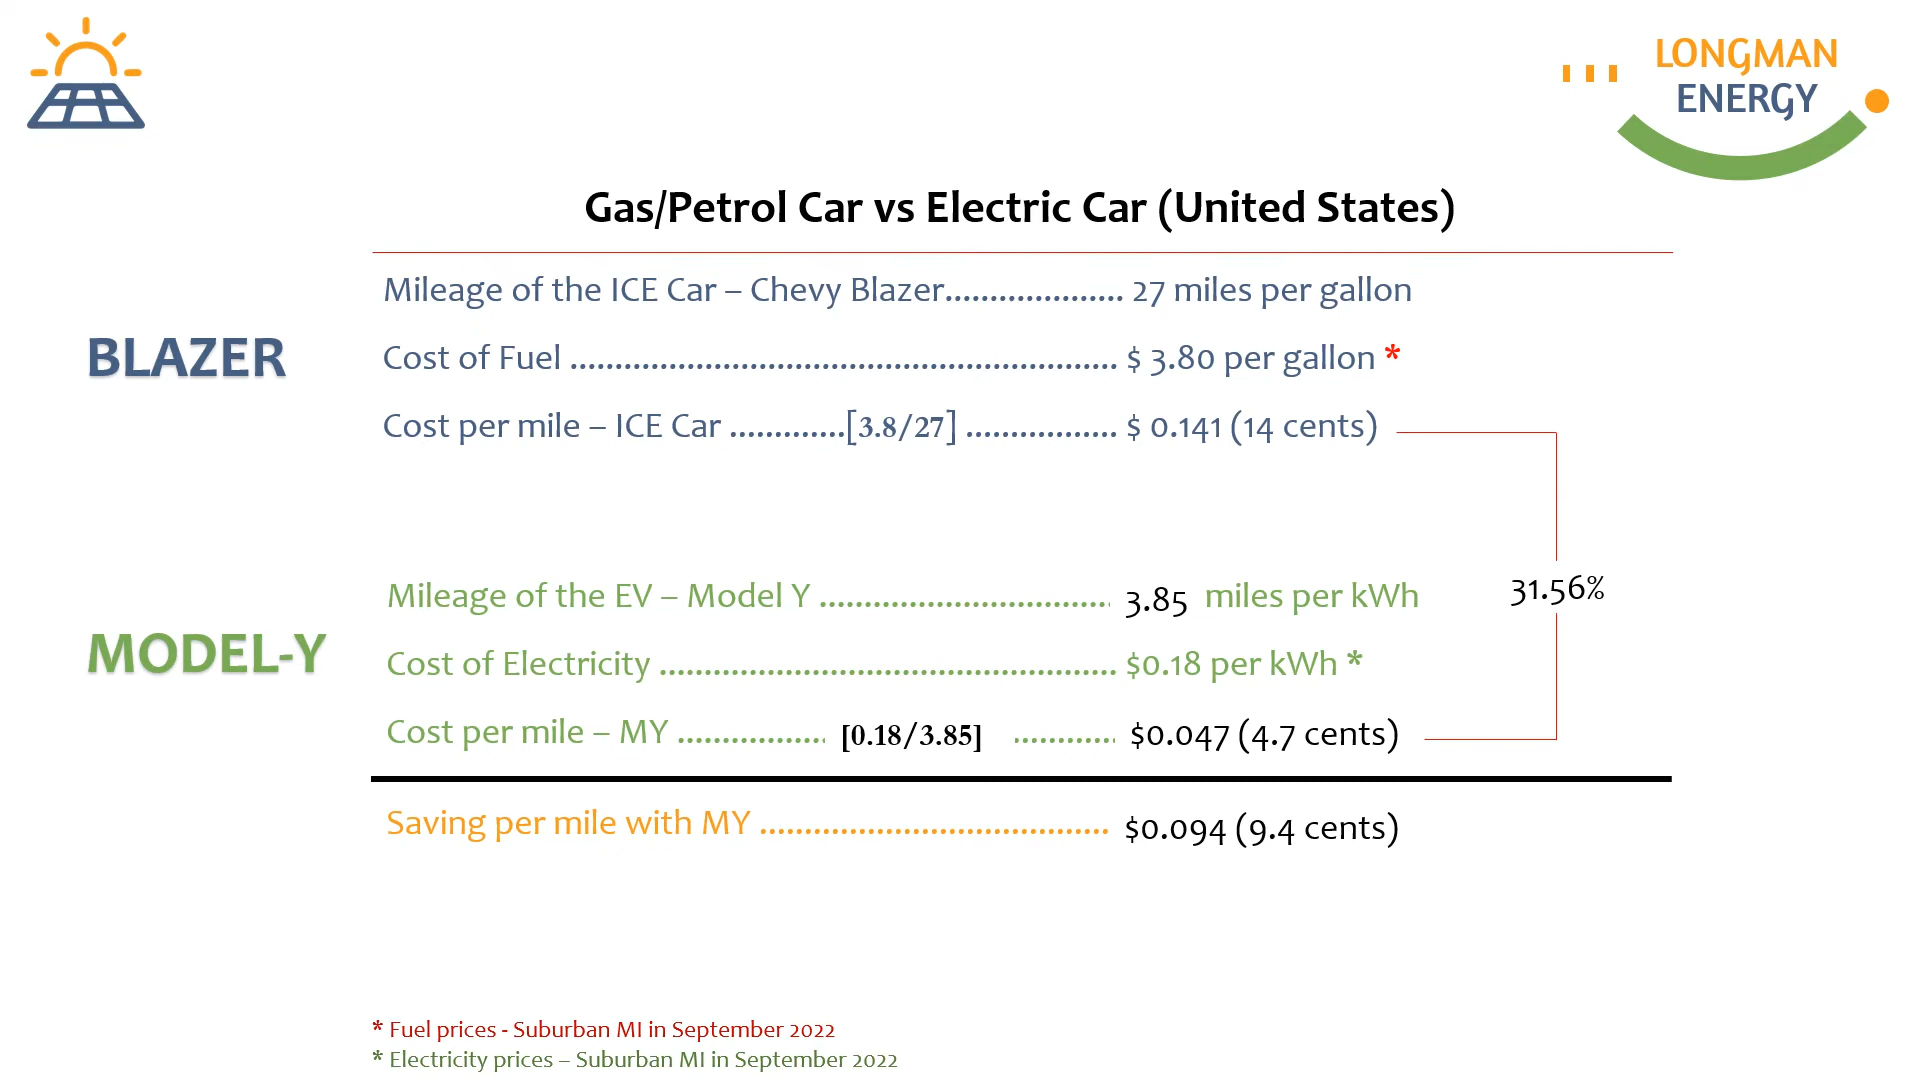 LONGMAN
ENERGY
Gas/Petrol Car vs Electric Car (United States)
Mileage of the ICE Car – Chevy Blazer.................... 27 miles per gallon
BLAZER
Cost of Fuel ............................................................. $ 3.80 per gallon *
Cost per mile – ICE Car .............[3.8/27] ................. $ 0.141 (14 cents)
31.56%
Mileage of the EV – Model Y ................................ 3.85 miles per kWh
MODEL-Y
Cost of Electricity ................................................... $0.18 per kWh *
Cost per mile – MY ................. [0.18/3.85] ............ $0.047 (4.7 cents)
Saving per mile with MY ....................................... $0.094 (9.4 cents)
* Fuel prices - Suburban MI in September 2022
* Electricity prices – Suburban MI in September 2022